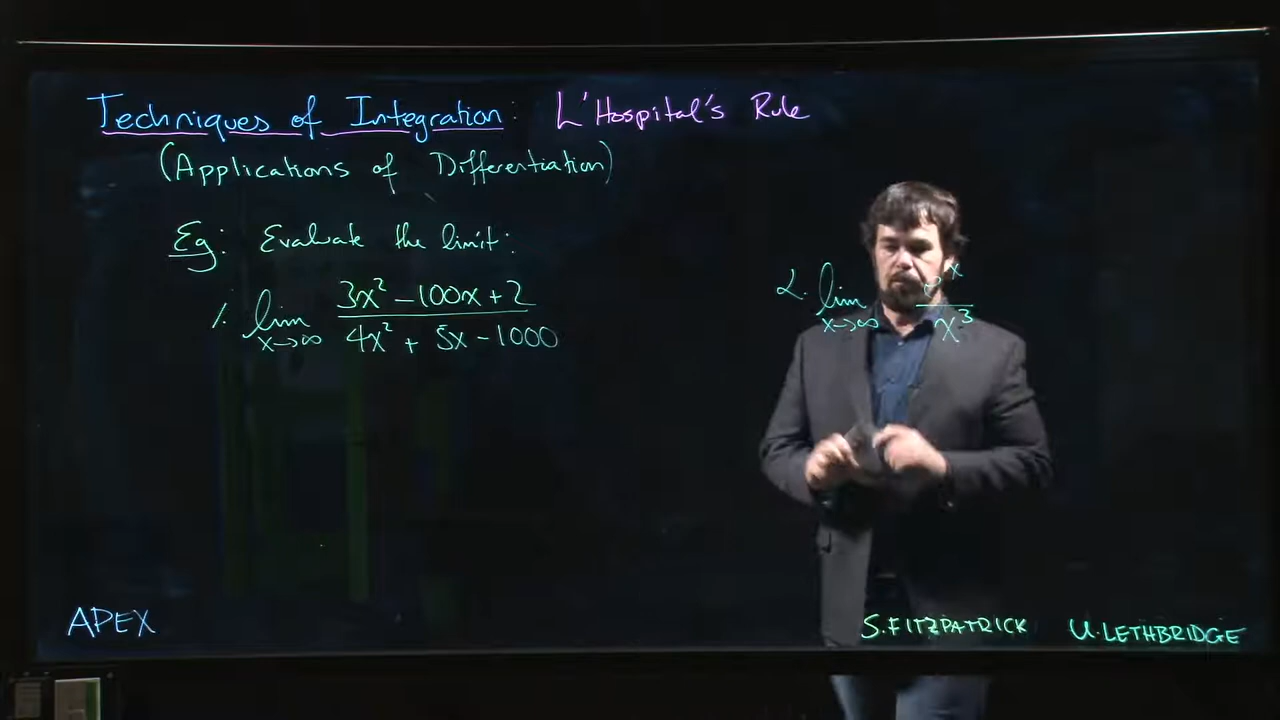 Techniques of Integration: L'Hospital's Rule
(Applications of Differentiation)
Eg: Evaluate the limit:
1. lim x→∞ (3x² - 100x + 2)/(4x² + 5x - 1000)
2. lim x→∞ eˣ/x³
APEX
S. FITZPATRICK U. LETHBRIDGE